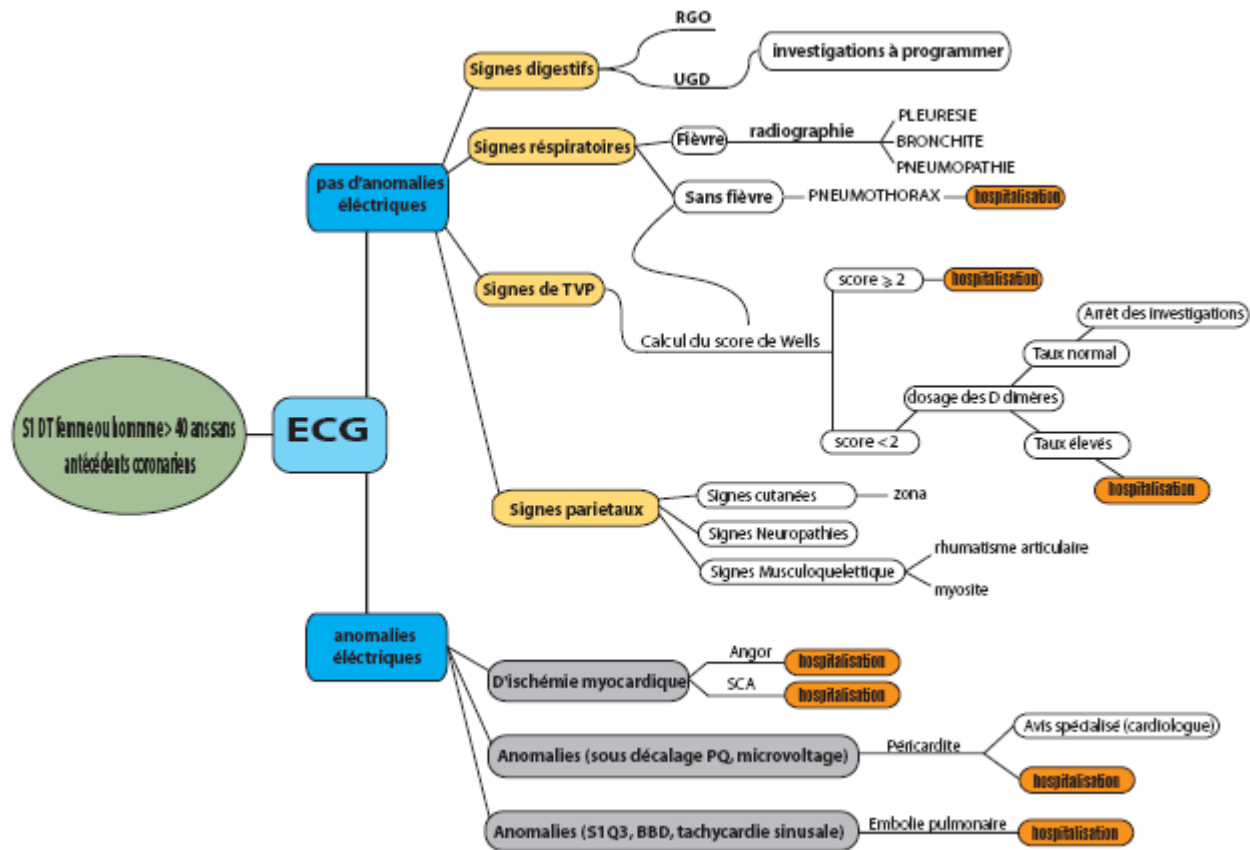 S1 DT femme ou homme > 40 ans sans
antécédents coronariens
ECG
pas d'anomalies
éléctriques
Signes digestifs
RGO
UGD
investigations à programmer
Signes réspiratoires
Fièvre
radiographie
PLEURESIE
BRONCHITE
PNEUMOPATHIE
Sans fièvre
PNEUMOTHORAX
hospitalisation
Signes de TVP
Calcul du score de Wells
score ⩾ 2
hospitalisation
score < 2
dosage des D dimères
Taux normal
Arrêt des investigations
Taux élevés
hospitalisation
Signes parietaux
Signes cutanées
zona
Signes Neuropathies
Signes Musculoquelettique
rhumatisme articulaire
myosite
anomalies
éléctriques
D'ischémie myocardique
Angor
hospitalisation
SCA
hospitalisation
Anomalies (sous décalage PQ, microvoltage)
Péricardite
Avis spécialisé (cardiologue)
hospitalisation
Anomalies (S1Q3, BBD, tachycardie sinusale)
Embolie pulmonaire
hospitalisation